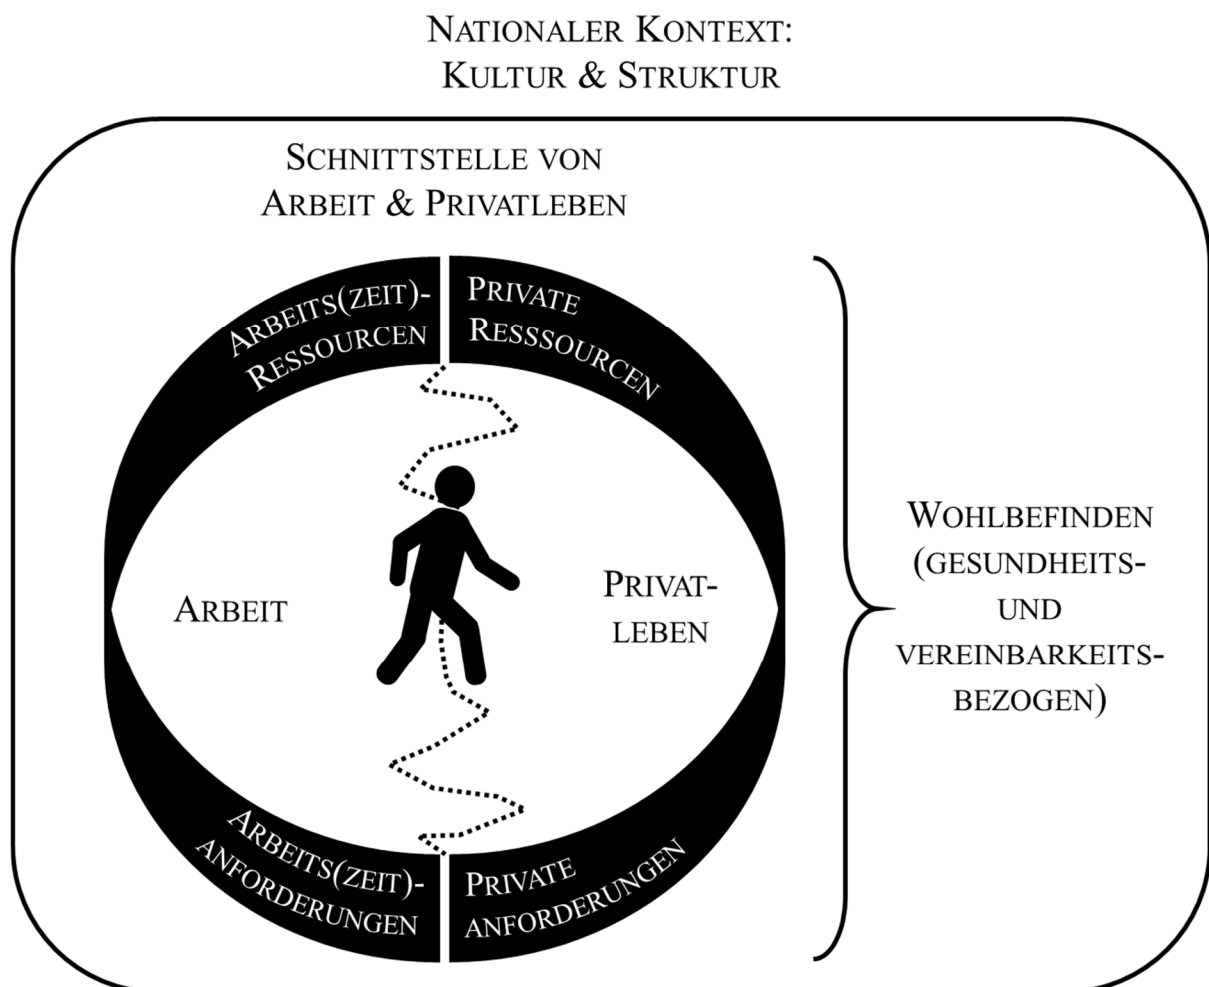 NATIONALER KONTEXT:
KULTUR & STRUKTUR
SCHNITTSTELLE VON
ARBEIT & PRIVATLEBEN
ARBEITS(ZEIT)-
RESSOURCEN
PRIVATE
RESSSOURCEN
ARBEIT
PRIVAT-
LEBEN
ARBEITS(ZEIT)-
ANFORDERUNGEN
PRIVATE
ANFORDERUNGEN
WOHLBEFINDEN
(GESUNDHEITS-
UND
VEREINBARKEITS-
BEZOGEN)